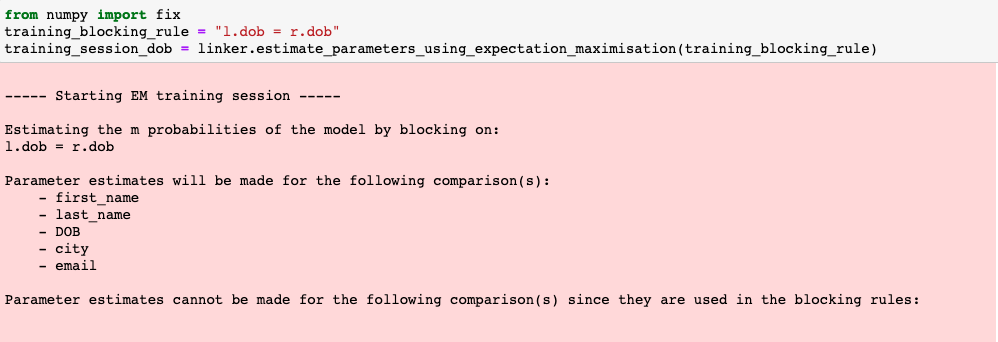 from numpy import fix
training_blocking_rule = "l.dob = r.dob"
training_session_dob = linker.estimate_parameters_using_expectation_maximisation(training_blocking_rule)
----- Starting EM training session -----
Estimating the m probabilities of the model by blocking on:
l.dob = r.dob
Parameter estimates will be made for the following comparison(s):
- first_name
- last_name
- DOB
- city
- email
Parameter estimates cannot be made for the following comparison(s) since they are used in the blocking rules: